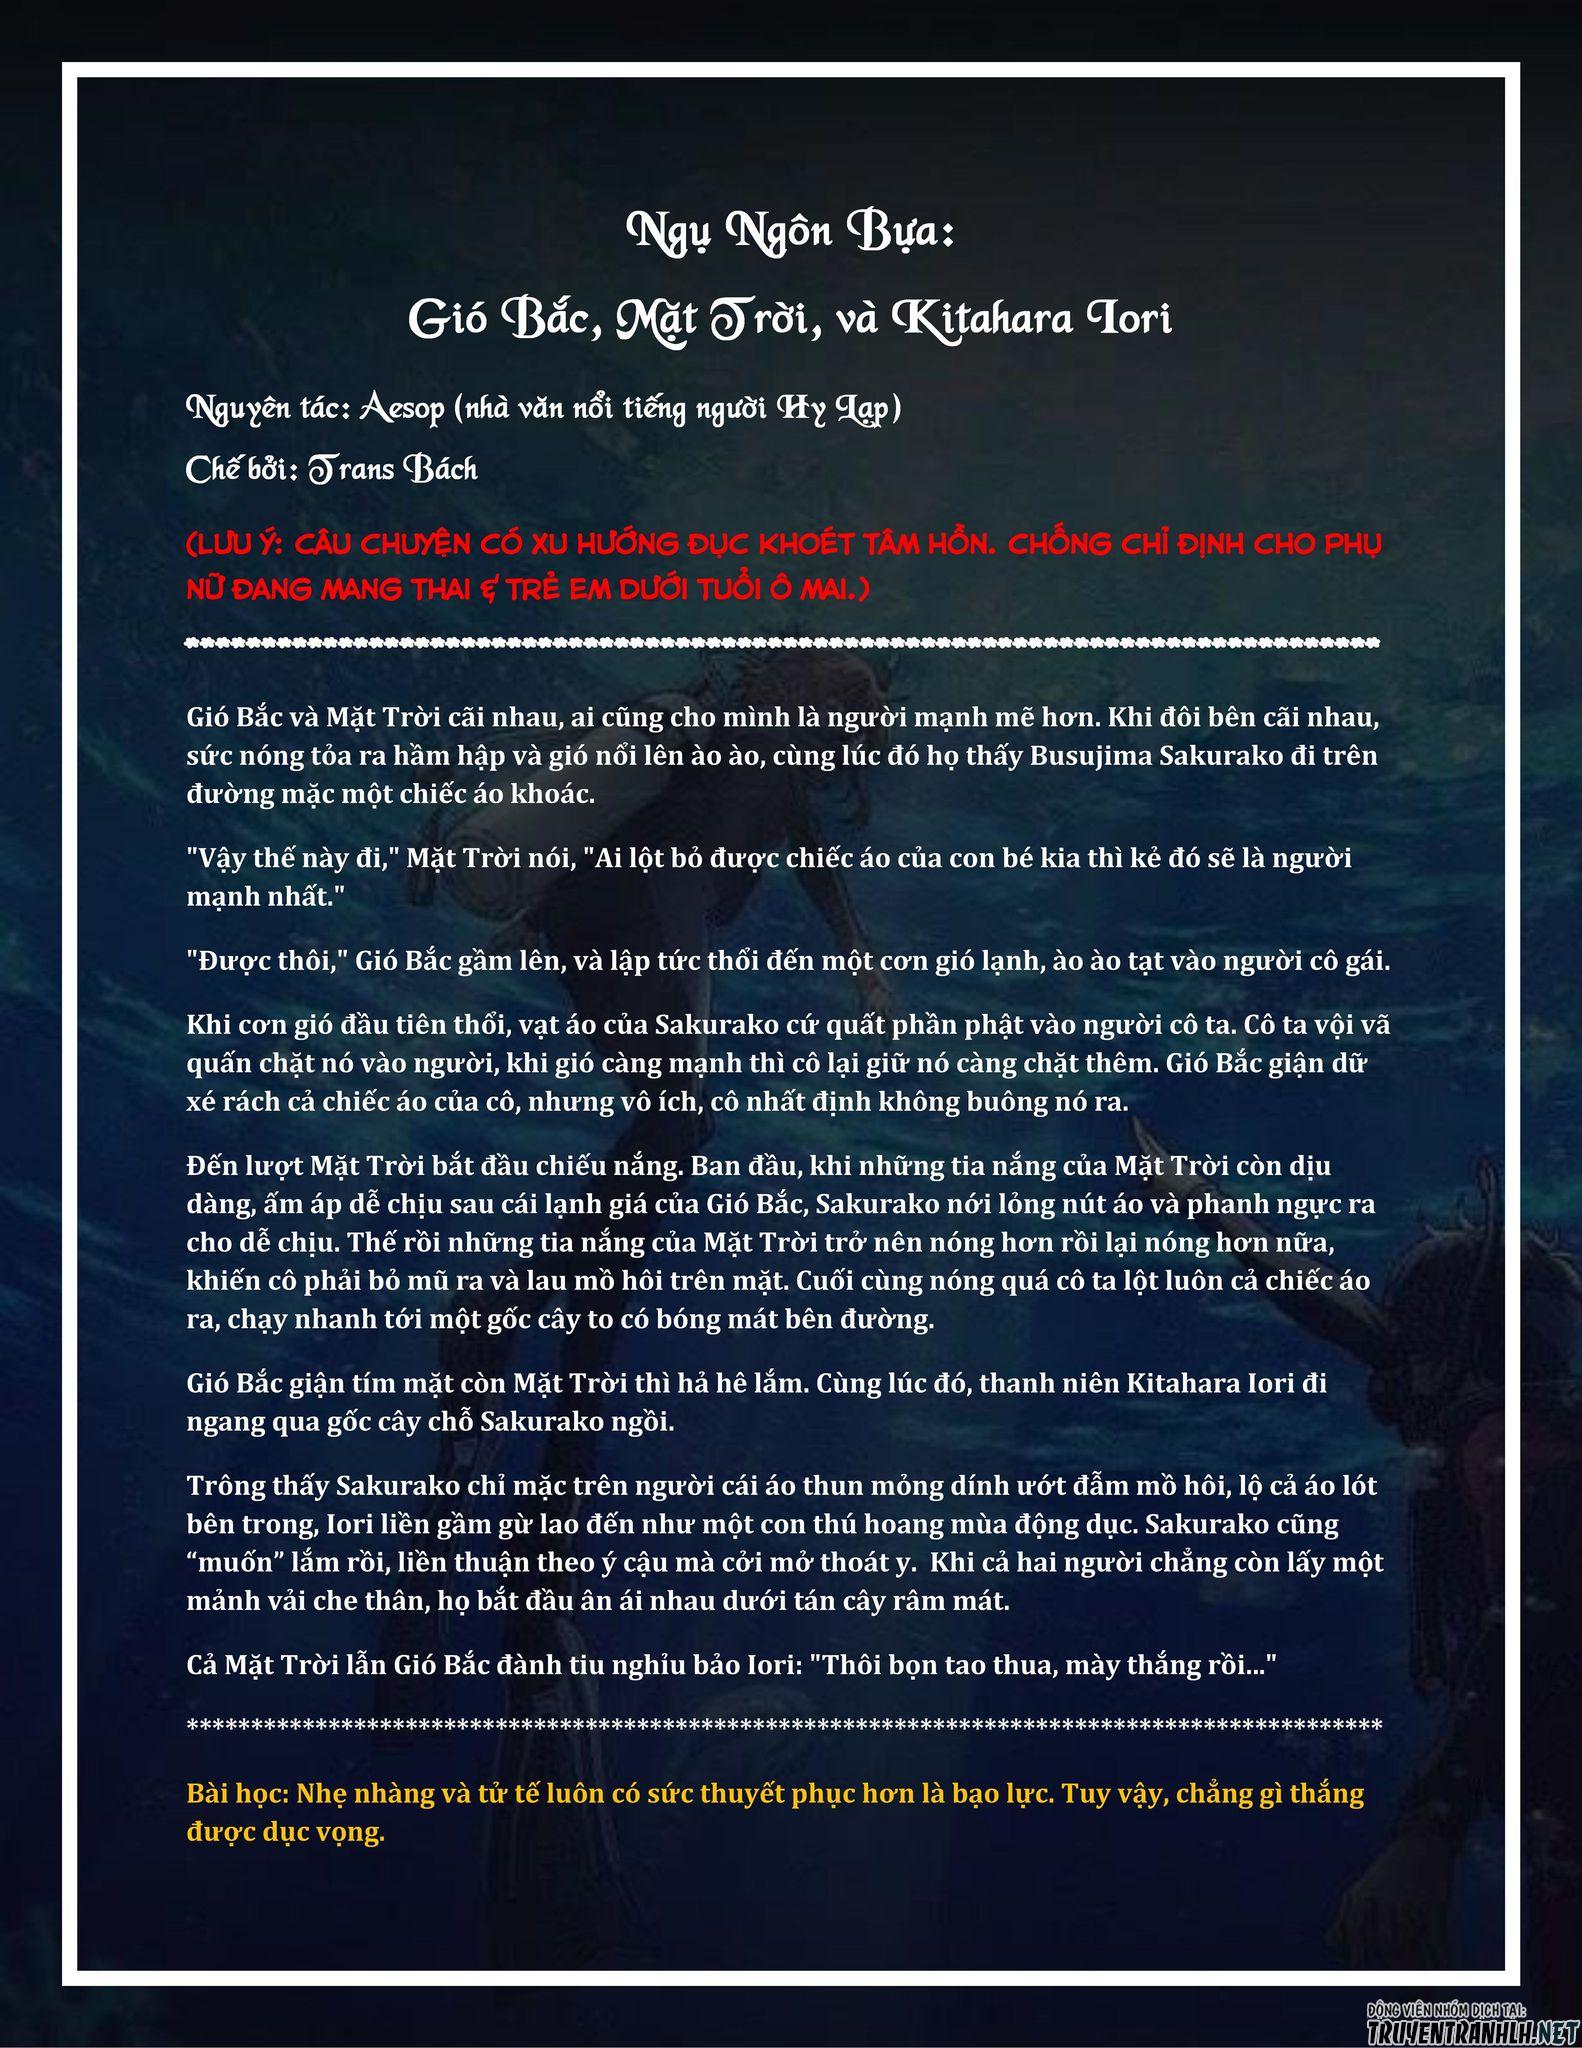 Ngụ Ngôn Bựa:
Gió Bắc, Mặt Trời, và Kitahara Iori
Nguyên tác: Aesop (nhà văn nổi tiếng người Hy Lạp)
Chế bởi: Trans Bách
(LƯU Ý: CÂU CHUYỆN CÓ XU HƯỚNG ĐỤC KHOÉT TÂM HỒN. CHỐNG CHỈ ĐỊNH CHO PHỤ
NỮ ĐANG MANG THAI & TRẺ EM DƯỚI TUỔI Ô MAI.)
Gió Bắc và Mặt Trời cãi nhau, ai cũng cho mình là người mạnh mẽ hơn. Khi đôi bên cãi nhau,
sức nóng tỏa ra hầm hập và gió nổi lên ào ào, cùng lúc đó họ thấy Busujima Sakurako đi trên
đường mặc một chiếc áo khoác.
"Vậy thế này đi," Mặt Trời nói, "Ai lột bỏ được chiếc áo của con bé kia thì kẻ đó sẽ là người
mạnh nhất."
"Được thôi," Gió Bắc gầm lên, và lập tức thổi đến một cơn gió lạnh, ào ào tạt vào người cô gái.
Khi cơn gió đầu tiên thổi, vạt áo của Sakurako cứ quất phần phật vào người cô ta. Cô ta vội vã
quấn chặt nó vào người, khi gió càng mạnh thì cô lại giữ nó càng chặt thêm. Gió Bắc giận dữ
xé rách cả chiếc áo của cô, nhưng vô ích, cô nhất định không buông nó ra.
Đến lượt Mặt Trời bắt đầu chiếu nắng. Ban đầu, khi những tia nắng của Mặt Trời còn dịu
dàng, ấm áp dễ chịu sau cái lạnh giá của Gió Bắc, Sakurako nới lỏng nút áo và phanh ngực ra
cho dễ chịu. Thế rồi những tia nắng của Mặt Trời trở nên nóng hơn rồi lại nóng hơn nữa,
khiến cô phải bỏ mũ ra và lau mồ hôi trên mặt. Cuối cùng nóng quá cô ta lột luôn cả chiếc áo
ra, chạy nhanh tới một gốc cây to có bóng mát bên đường.
Gió Bắc giận tím mặt còn Mặt Trời thì hả hê lắm. Cùng lúc đó, thanh niên Kitahara Iori đi
ngang qua gốc cây chỗ Sakurako ngồi.
Trông thấy Sakurako chỉ mặc trên người cái áo thun mỏng dính ướt đẫm mồ hôi, lộ cả áo lót
bên trong, Iori liền gầm gừ lao đến như một con thú hoang mùa động dục. Sakurako cũng
“muốn” lắm rồi, liền thuận theo ý cậu mà cởi mở thoát y. Khi cả hai người chẳng còn lấy một
mảnh vải che thân, họ bắt đầu ân ái nhau dưới tán cây râm mát.
Cả Mặt Trời lẫn Gió Bắc đành tiu nghỉu bảo Iori: "Thôi bọn tao thua, mày thắng rồi..."
*********************************************************************************************
Bài học: Nhẹ nhàng và tử tế luôn có sức thuyết phục hơn là bạo lực. Tuy vậy, chẳng gì thắng
được dục vọng.
ĐỘNG VIÊN NHÓM DỊCH TẠI:
TRUYENTRANHLH.NET